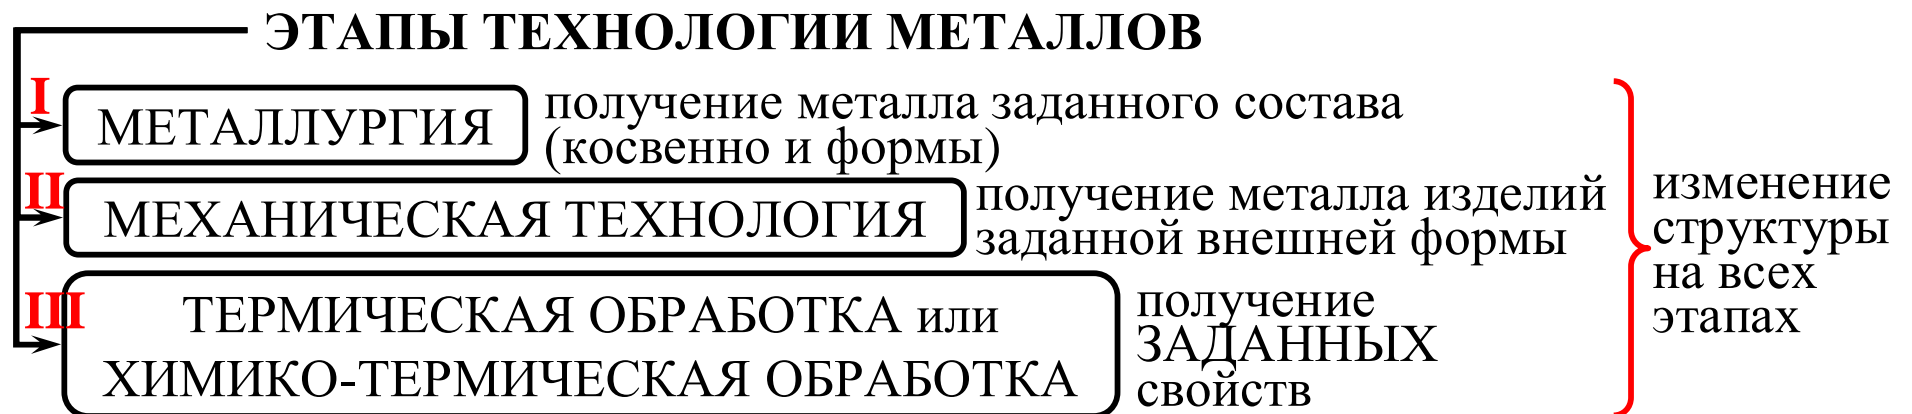 ЭТАПЫ ТЕХНОЛОГИИ МЕТАЛЛОВ
I
МЕТАЛЛУРГИЯ
получение металла заданного состава
(косвенно и формы)
II
МЕХАНИЧЕСКАЯ ТЕХНОЛОГИЯ
получение металла изделий
заданной внешней формы
III
ТЕРМИЧЕСКАЯ ОБРАБОТКА или
ХИМИКО-ТЕРМИЧЕСКАЯ ОБРАБОТКА
получение
ЗАДАННЫХ
свойств
изменение
структуры
на всех
этапах